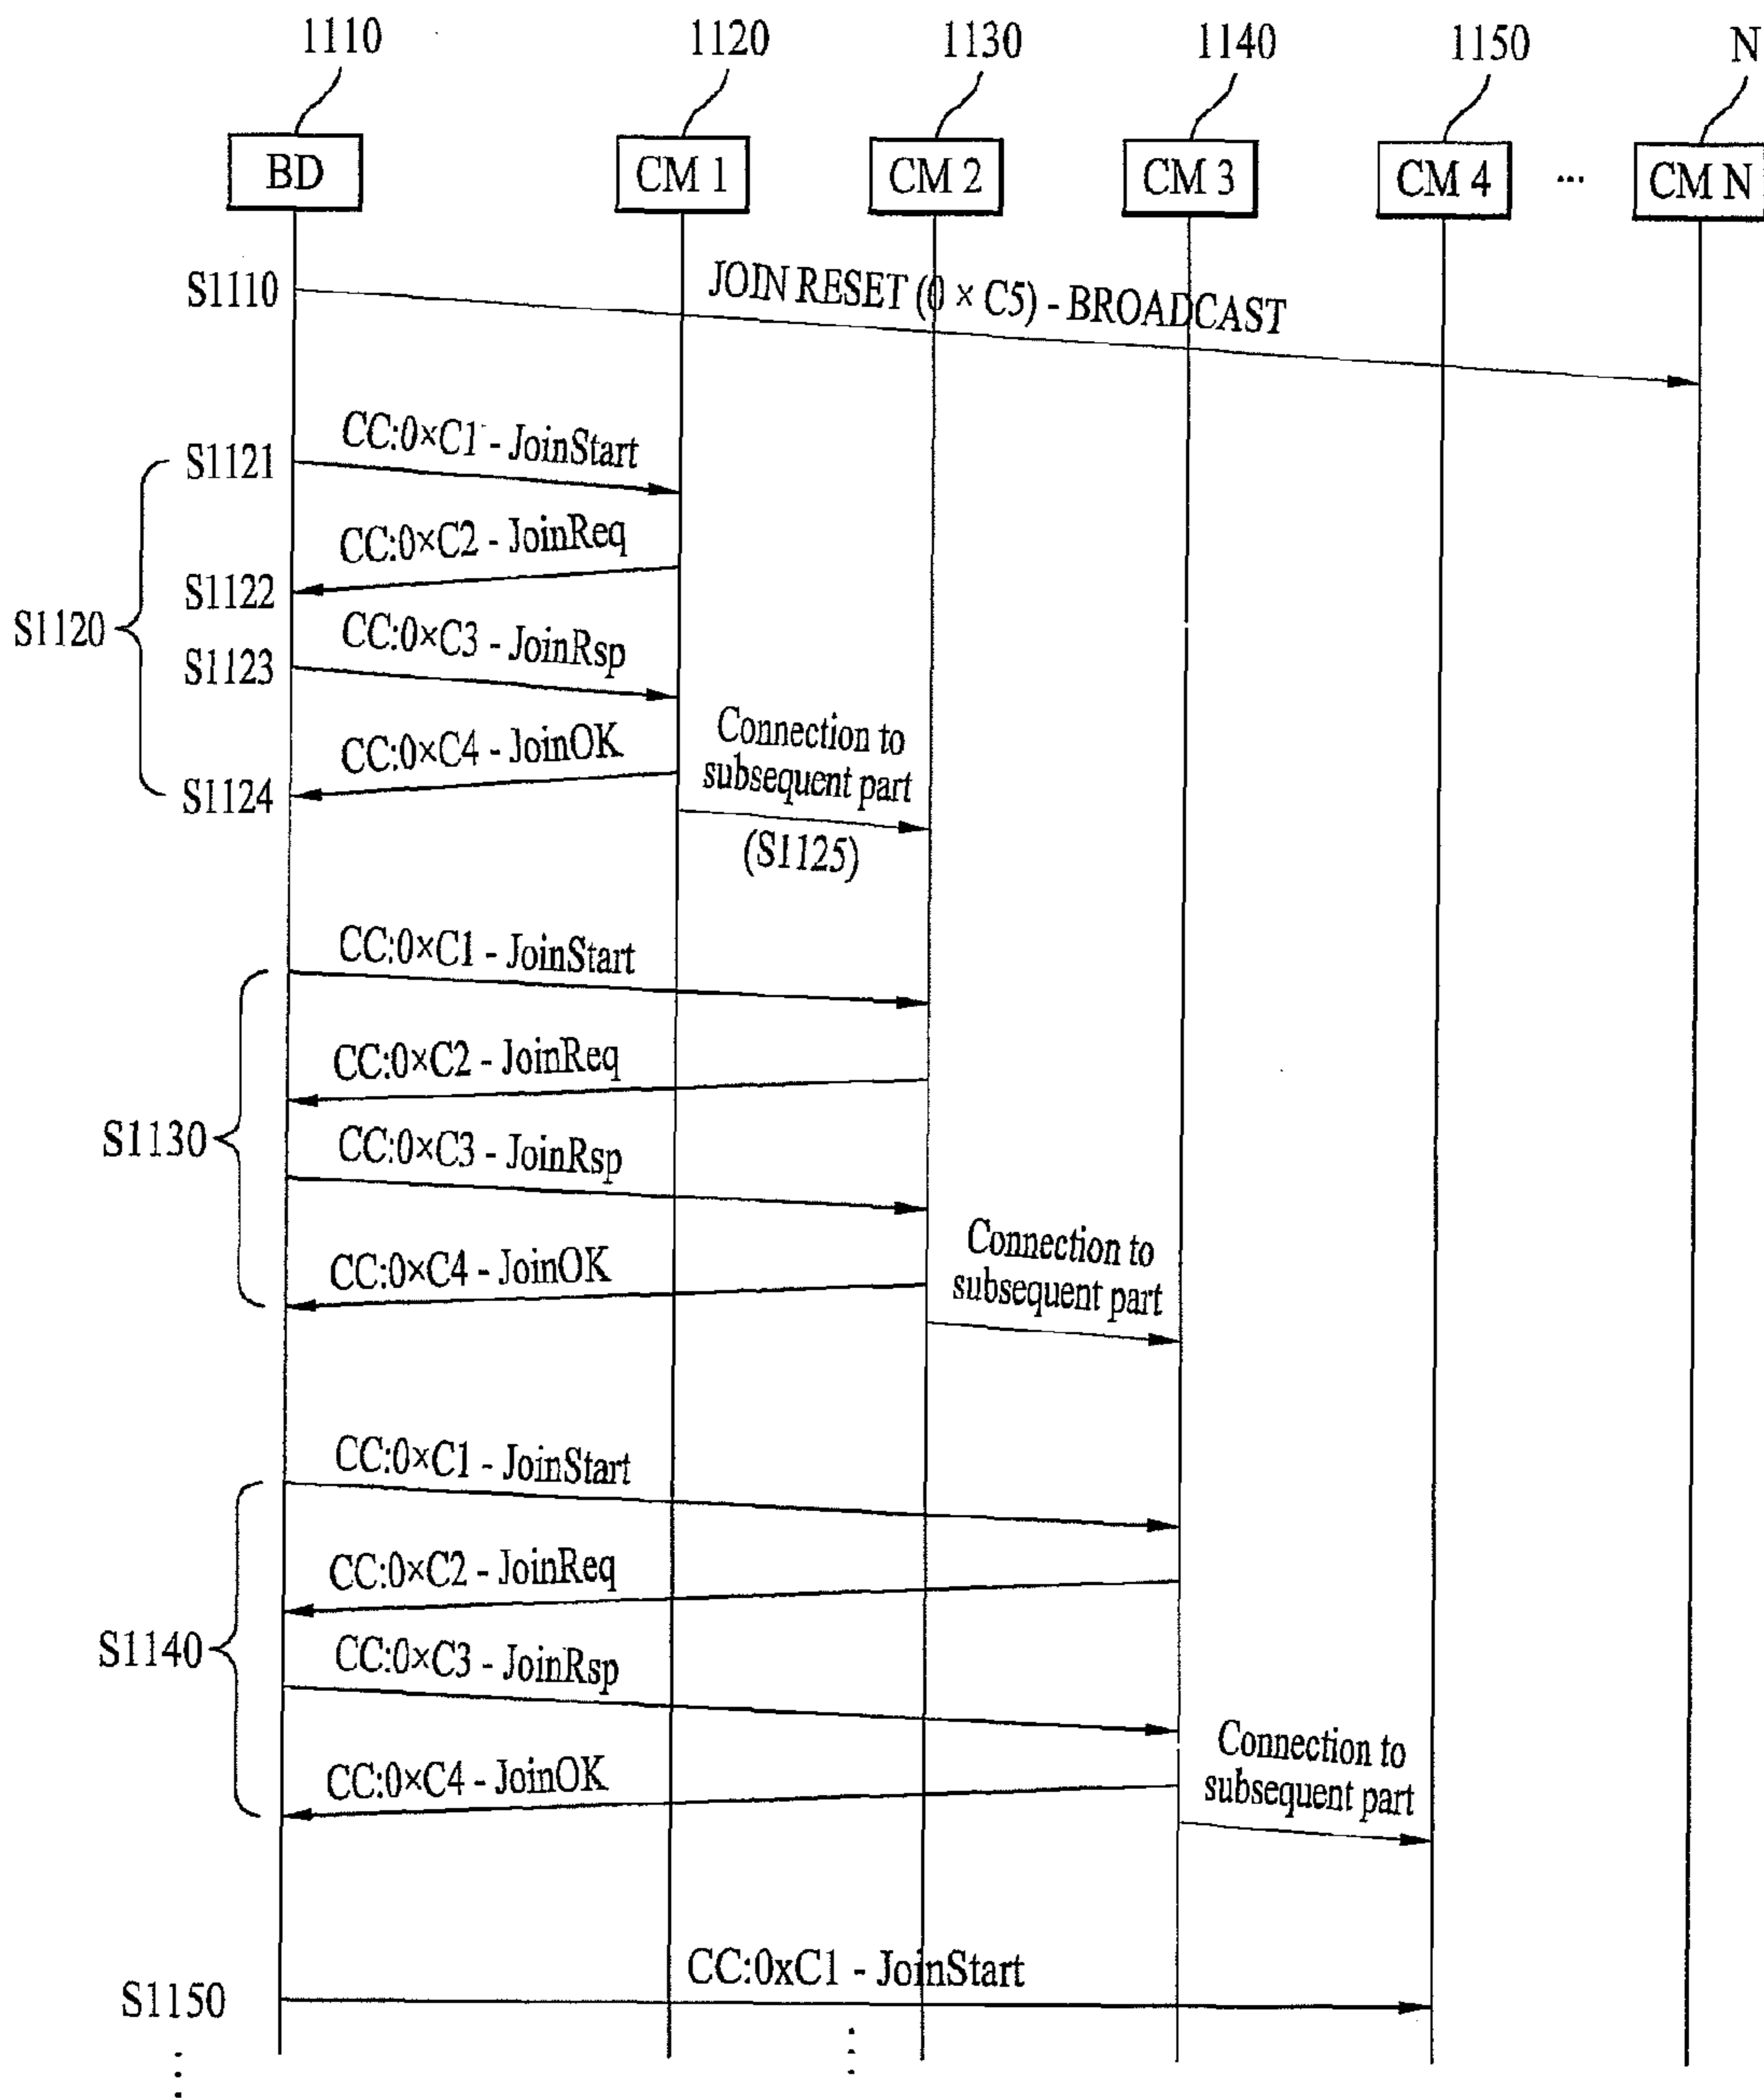 1110 1120 1130 1140 1150 N
BD CM 1 CM 2 CM 3 CM 4 ... CM N
S1110 JOIN RESET (0 × C5) - BROADCAST
CC:0×C1 - JoinStart
S1121
CC:0×C2 - JoinReq
S1122
S1120
CC:0×C3 - JoinRsp
S1123
CC:0×C4 - JoinOK
S1124
Connection to
subsequent part
(S1125)
CC:0×C1 - JoinStart
CC:0×C2 - JoinReq
S1130
CC:0×C3 - JoinRsp
CC:0×C4 - JoinOK
Connection to
subsequent part
CC:0×C1 - JoinStart
CC:0×C2 - JoinReq
S1140
CC:0×C3 - JoinRsp
CC:0×C4 - JoinOK
Connection to
subsequent part
CC:0xC1 - JoinStart
S1150